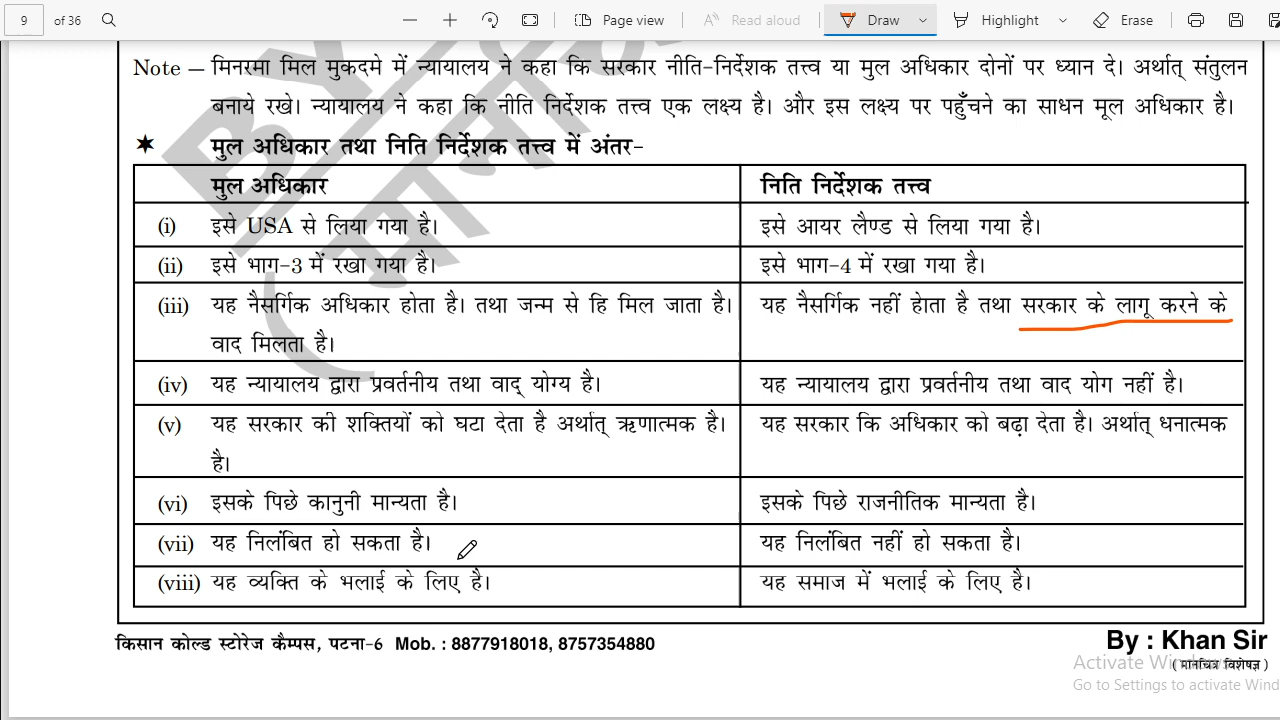 9 of 36 Page view Read aloud Draw Highlight Erase
Note – मिनरमा मिल मुकदमे में न्यायालय ने कहा कि सरकार नीति-निर्देशक तत्त्व या मुल अधिकार दोनों पर ध्यान दे। अर्थात् संतुलन
बनाये रखे। न्यायालय ने कहा कि नीति निर्देशक तत्त्व एक लक्ष्य है। और इस लक्ष्य पर पहुँचने का साधन मूल अधिकार है।
★ मुल अधिकार तथा निति निर्देशक तत्त्व में अंतर-
मुल अधिकार निति निर्देशक तत्त्व
(i) इसे USA से लिया गया है। इसे आयर लैण्ड से लिया गया है।
(ii) इसे भाग-3 में रखा गया है। इसे भाग-4 में रखा गया है।
(iii) यह नैसर्गिक अधिकार होता है। तथा जन्म से हि मिल जाता है। यह नैसर्गिक नहीं हेाता है तथा सरकार के लागू करने के
वाद मिलता है।
(iv) यह न्यायालय द्वारा प्रवर्तनीय तथा वाद् योग्य है। यह न्यायालय द्वारा प्रवर्तनीय तथा वाद योग नहीं है।
(v) यह सरकार की शक्तियों को घटा देता है अर्थात् ऋणात्मक है। यह सरकार कि अधिकार को बढ़ा देता है। अर्थात् धनात्मक
है।
(vi) इसके पिछे कानुनी मान्यता है। इसके पिछे राजनीतिक मान्यता है।
(vii) यह निलंबित हो सकता है। यह निलंबित नहीं हो सकता है।
(viii) यह व्यक्ति के भलाई के लिए है। यह समाज में भलाई के लिए है।
किसान कोल्ड स्टोरेज कैम्पस, पटना-6 Mob. : 8877918018, 8757354880 By : Khan Sir
( मानचित्र विशेषज्ञ )
Activate
Go to Settings to activate Wind
BY